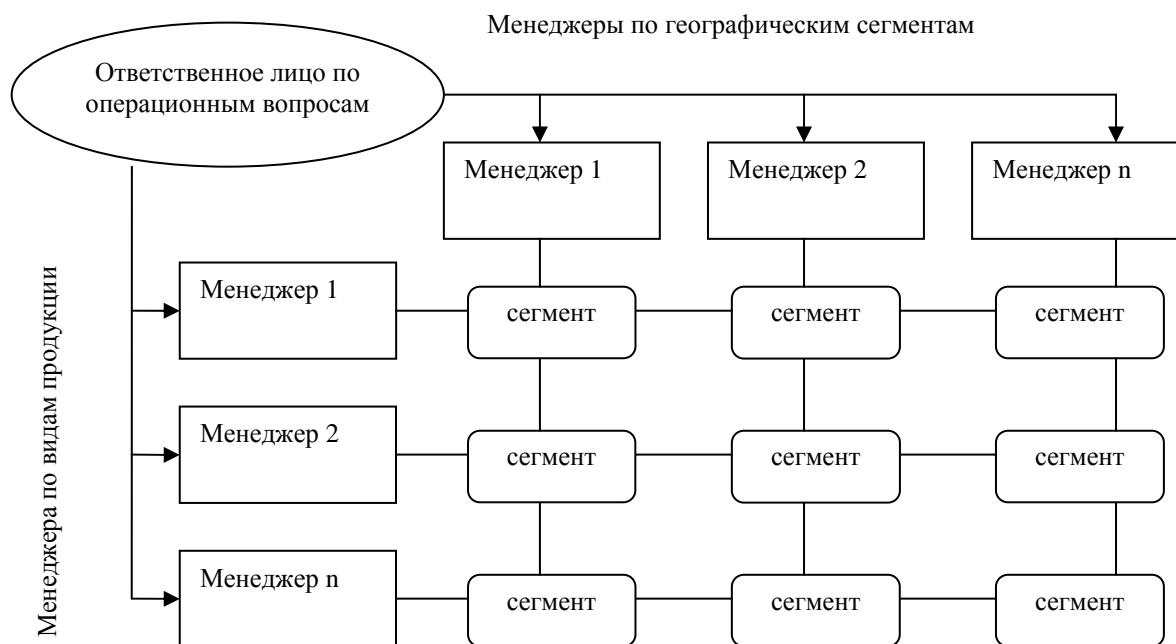 Менеджеры по географическим сегментам
Ответственное лицо по
операционным вопросам
Менеджер 1
Менеджер 2
Менеджер n
Менеджера по видам продукции
Менеджер 1
сегмент
сегмент
сегмент
Менеджер 2
сегмент
сегмент
сегмент
Менеджер n
сегмент
сегмент
сегмент